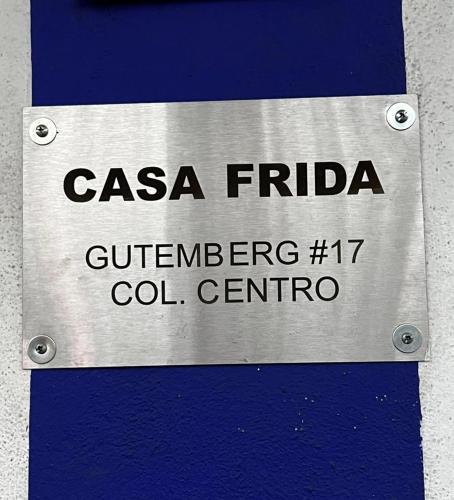 CASA FRIDA
GUTEMBERG #17
COL. CENTRO